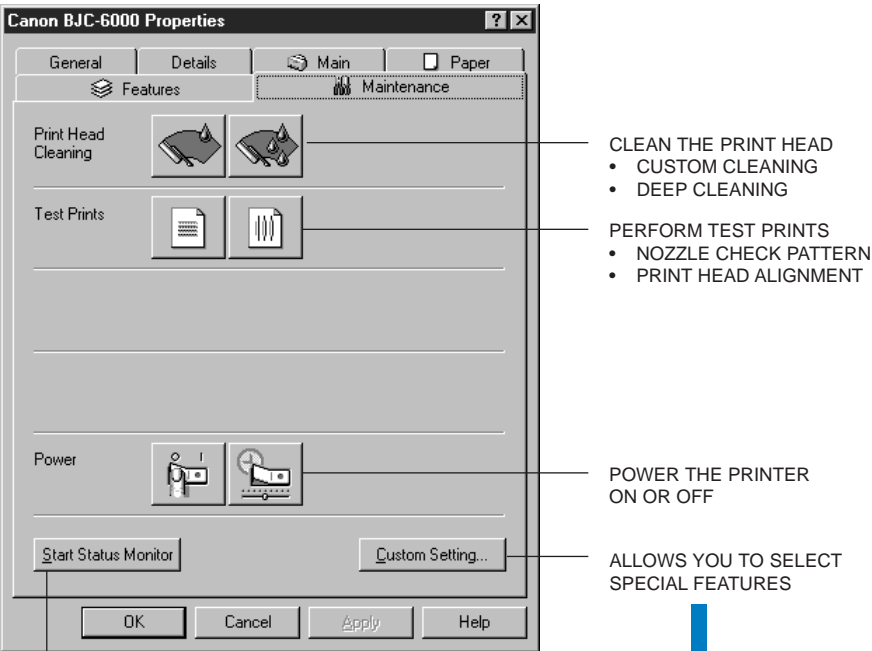 Canon BJC-6000 Properties
General Details Main Paper
Features Maintenance
Print Head
Cleaning
CLEAN THE PRINT HEAD
• CUSTOM CLEANING
• DEEP CLEANING
Test Prints
PERFORM TEST PRINTS
• NOZZLE CHECK PATTERN
• PRINT HEAD ALIGNMENT
Power
POWER THE PRINTER
ON OR OFF
Start Status Monitor Custom Setting...
ALLOWS YOU TO SELECT
SPECIAL FEATURES
OK Cancel Apply Help